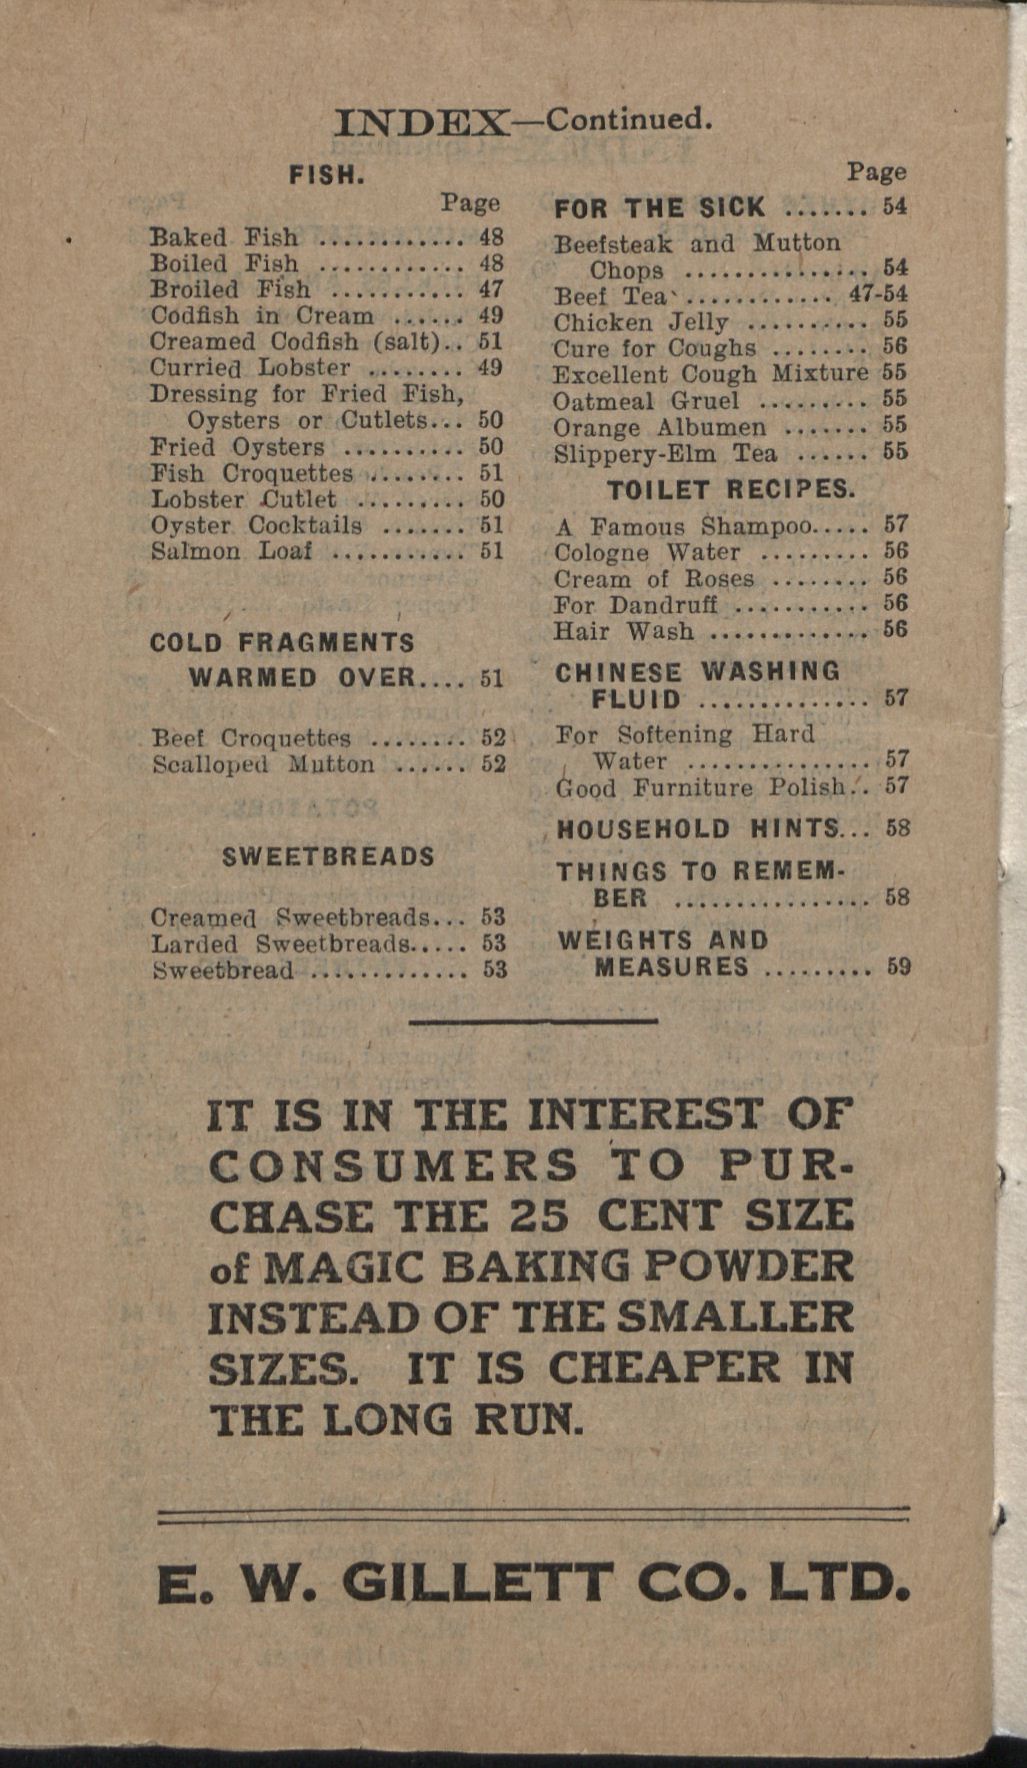 INDEX—Continued.
FISH.
Page
Baked Fish ............ 48
Boiled Fish ............ 48
Broiled Fish ........... 47
Codfish in Cream ...... 49
Creamed Codfish (salt).. 51
Curried Lobster ........ 49
Dressing for Fried Fish,
Oysters or Cutlets... 50
Fried Oysters .......... 50
Fish Croquettes ........ 51
Lobster Cutlet ......... 50
Oyster Cocktails ....... 51
Salmon Loaf ........... 51
COLD FRAGMENTS
WARMED OVER.... 51
Beef Croquettes ........ 52
Scalloped Mutton ...... 52
SWEETBREADS
Creamed Sweetbreads... 53
Larded Sweetbreads..... 53
Sweetbread ............. 53
Page
FOR THE SICK ....... 54
Beefsteak and Mutton
Chops ............... 54
Beef Tea ............ 47-54
Chicken Jelly .......... 55
Cure for Coughs ........ 56
Excellent Cough Mixture 55
Oatmeal Gruel ......... 55
Orange Albumen ....... 55
Slippery-Elm Tea ...... 55
TOILET RECIPES.
A Famous Shampoo..... 57
Cologne Water ......... 56
Cream of Roses ........ 56
For Dandruff ........... 56
Hair Wash ............. 56
CHINESE WASHING
FLUID .............. 57
For Softening Hard
Water ............... 57
Good Furniture Polish.. 57
HOUSEHOLD HINTS... 58
THINGS TO REMEM-
BER ................ 58
WEIGHTS AND
MEASURES ......... 59
IT IS IN THE INTEREST OF
CONSUMERS TO PUR-
CHASE THE 25 CENT SIZE
of MAGIC BAKING POWDER
INSTEAD OF THE SMALLER
SIZES. IT IS CHEAPER IN
THE LONG RUN.
E. W. GILLETT CO. LTD.